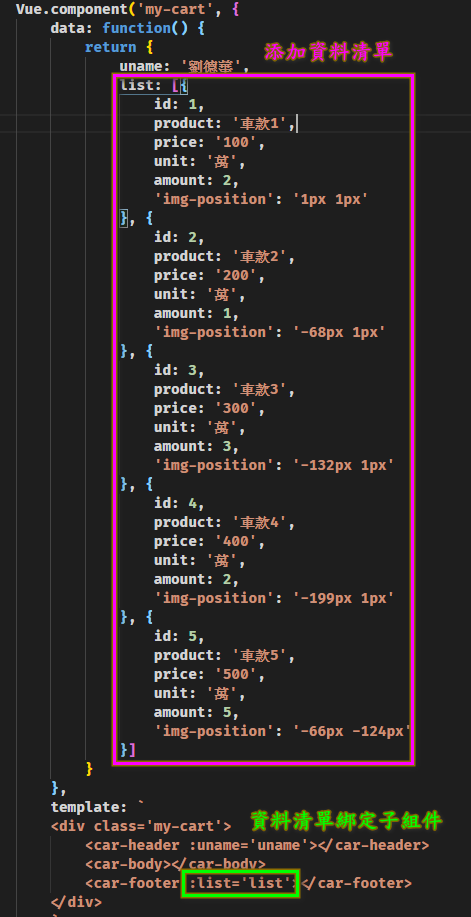 Vue.component('my-cart', {
data: function() {
return {
添加資料清單
uname: '劉德華',
list: [{
id: 1,
product: '車款1',
price: '100',
unit: '萬',
amount: 2,
'img-position': '1px 1px'
}, {
id: 2,
product: '車款2',
price: '200',
unit: '萬',
amount: 1,
'img-position': '-68px 1px'
}, {
id: 3,
product: '車款3',
price: '300',
unit: '萬',
amount: 3,
'img-position': '-132px 1px'
}, {
id: 4,
product: '車款4',
price: '400',
unit: '萬',
amount: 2,
'img-position': '-199px 1px'
}, {
id: 5,
product: '車款5',
price: '500',
unit: '萬',
amount: 5,
'img-position': '-66px -124px'
}]
}
},
template: `
<div class='my-cart'>
資料清單綁定子組件
<car-header :uname='uname'></car-header>
<car-body></car-body>
<car-footer :list='list'></car-footer>
</div>